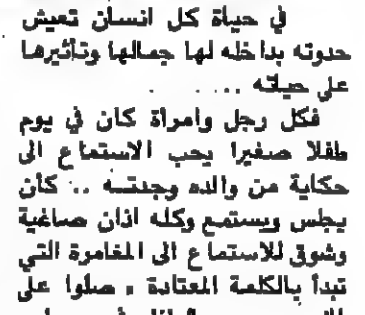 في حياة كل انسان تعيش
حدوته بداخله لها جمالها وتأثيرها
على حياته ....
فكل رجل وامرأة كان في يوم
طفلا صغيرا يحب الاستماع الى
حكاية من والده وجدتــه .. كان
يجلس ويستمع وكله اذان صاغية
وشوق للاستماع الى المغامرة التي
تبدأ بالكلمة المعتادة « صلوا على